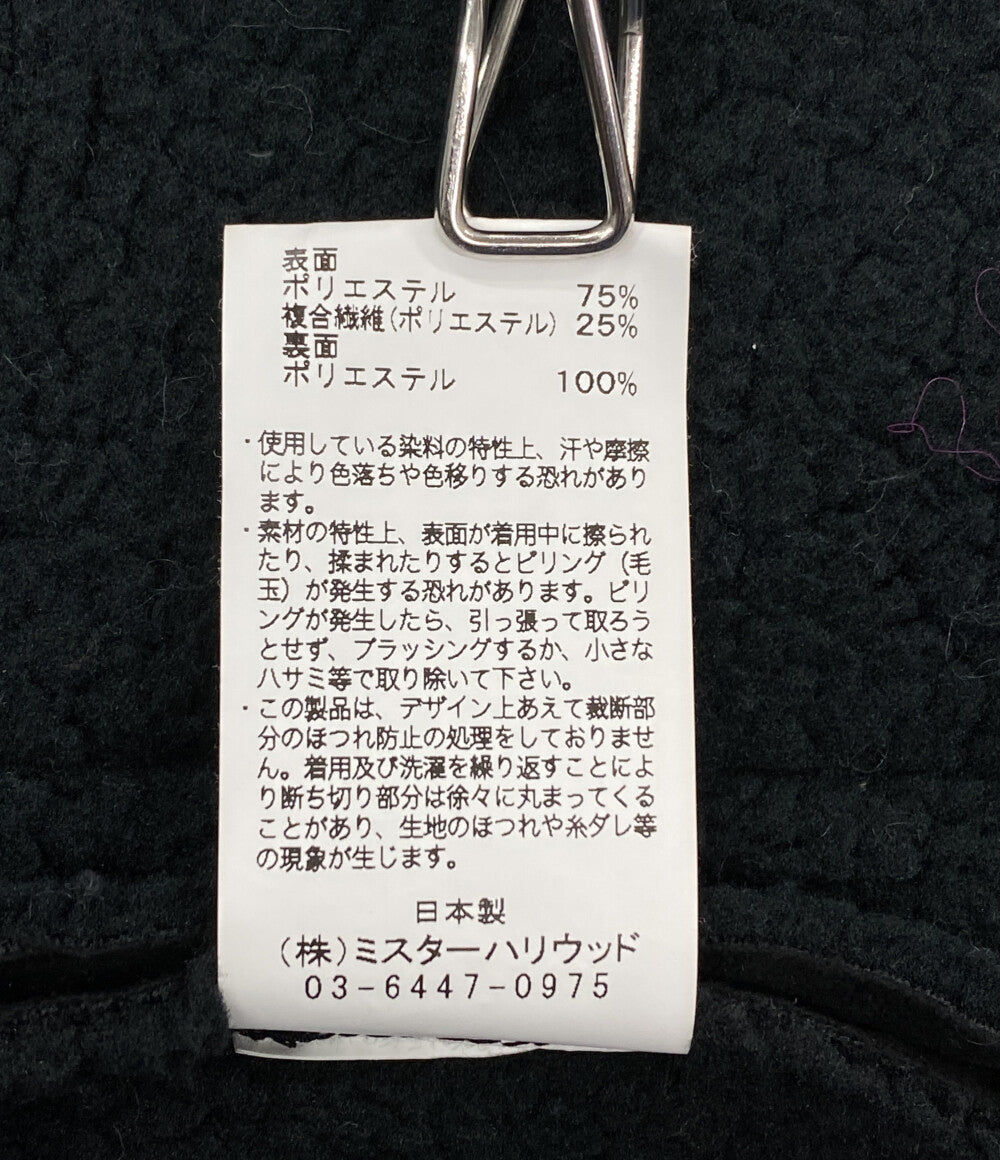 表面
ポリエステル 75%
複合繊維(ポリエステル) 25%
裏面
ポリエステル 100%
・使用している染料の特性上、汗や摩擦
により色落ちや色移りする恐れがあり
ます。
・素材の特性上、表面が着用中に擦られ
たり、揉まれたりするとピリング(毛
玉)が発生する恐れがあります。ピリ
ングが発生したら、引っ張って取ろう
とせず、ブラッシングするか、小さな
ハサミ等で取り除いて下さい。
・この製品は、デザイン上あえて裁断部
分のほつれ防止の処理をしておりませ
ん。着用及び洗濯を繰り返すことによ
り断ち切り部分は徐々に丸まってくる
ことがあり、生地のほつれや糸ダレ等
の現象が生じます。
日本製
(株)ミスターハリウッド
03-6447-0975